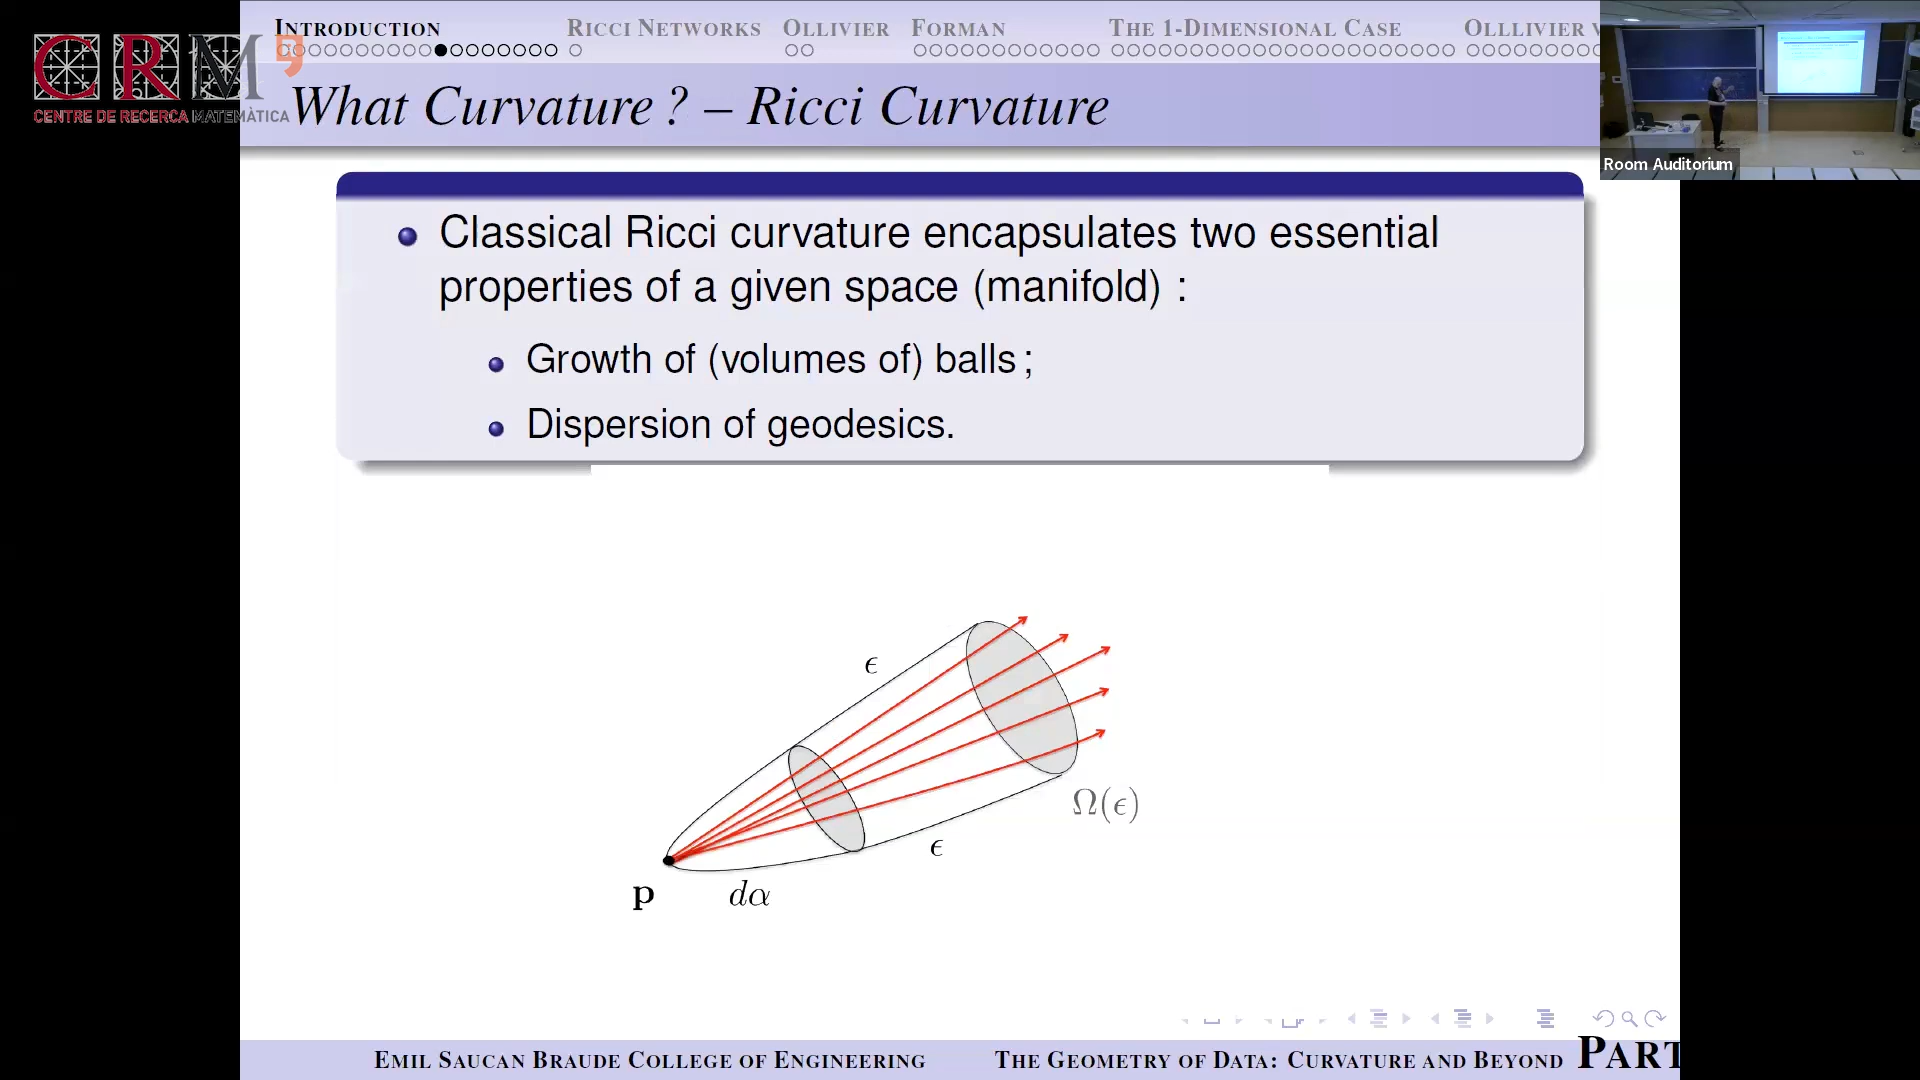 INTRODUCTION RICCI NETWORKS OLLIVIER FORMAN THE 1-DIMENSIONAL CASE OLLLIVIER V
CRM
CENTRE DE RECERCA MATEMÀTICA
What Curvature ? – Ricci Curvature
Room Auditorium
Classical Ricci curvature encapsulates two essential
properties of a given space (manifold) :
Growth of (volumes of) balls ;
Dispersion of geodesics.
ϵ
Ω(ϵ)
ϵ
p dα
EMIL SAUCAN BRAUDE COLLEGE OF ENGINEERING THE GEOMETRY OF DATA: CURVATURE AND BEYOND PART